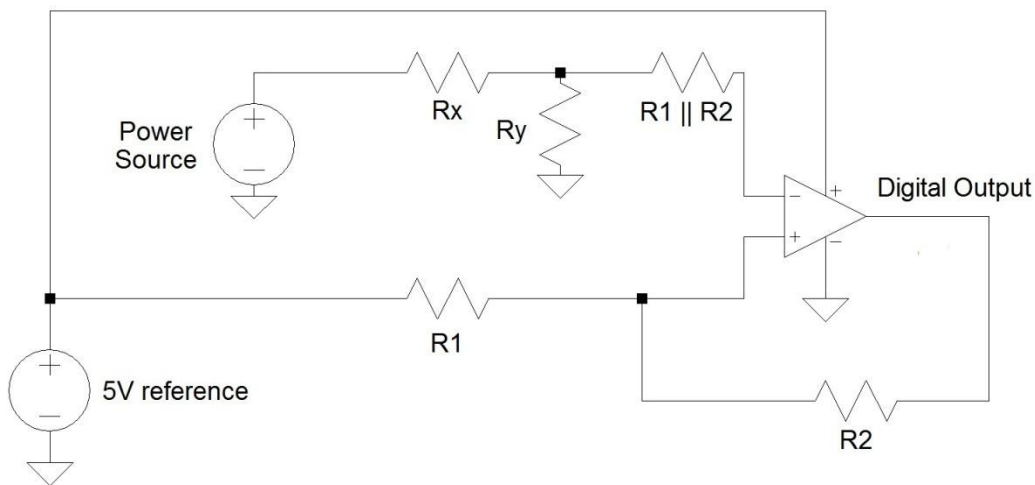 Rx
Ry
R1 || R2
Power
Source
Digital Output
R1
5V reference
R2